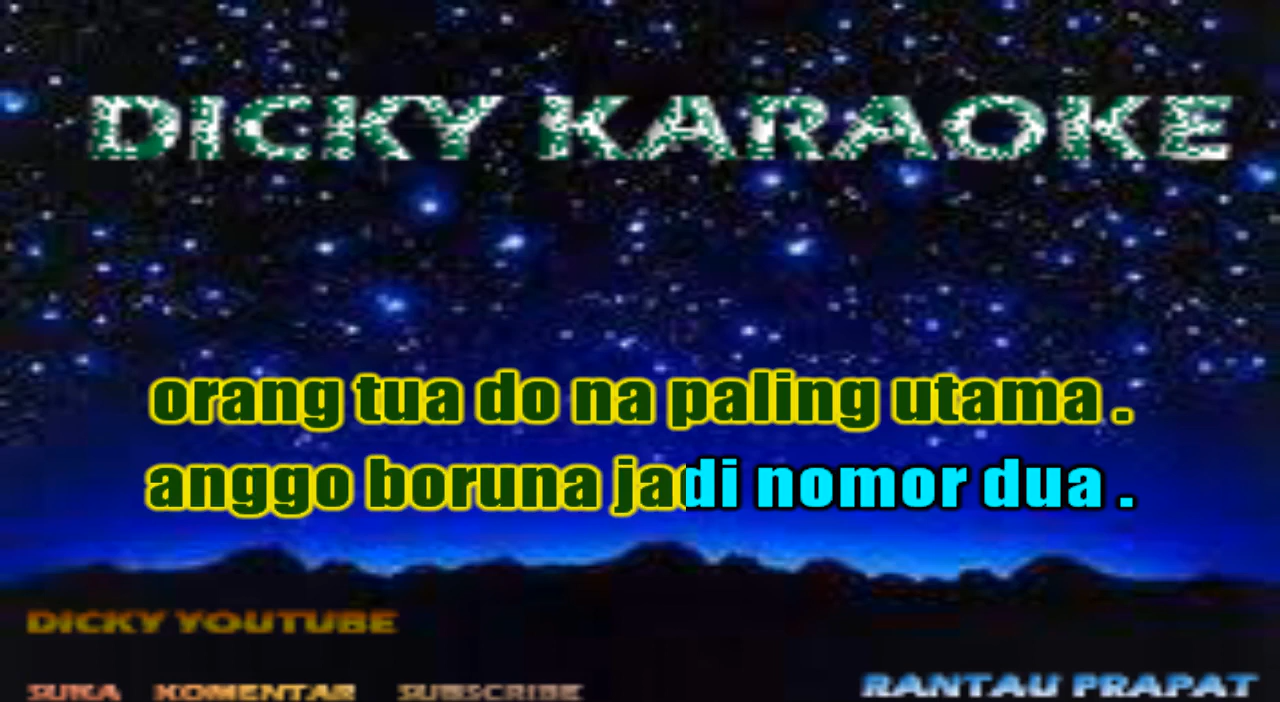 DICKY KARAOKE
orang tua do na paling utama .
anggo boruna jadi nomor dua .
DICKY YOUTUBE
SUKA KOMENTAR SUBSCRIBE
RANTAU PRAPAT